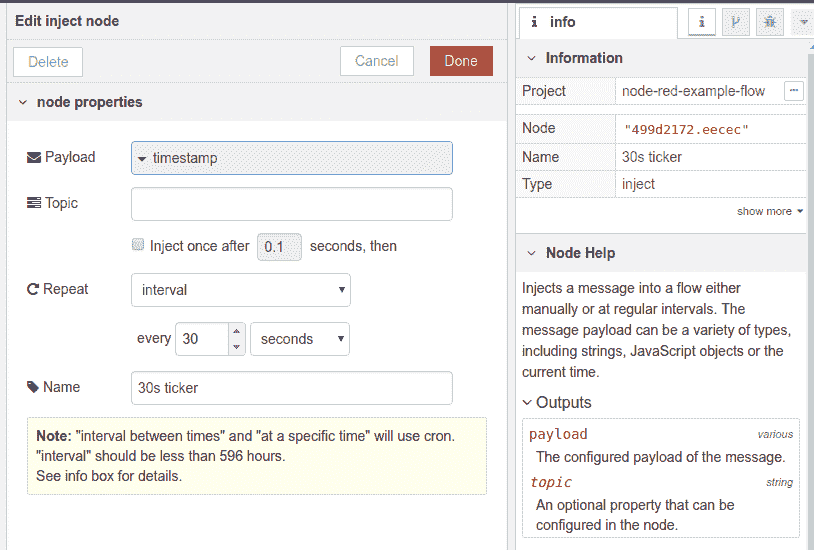 Edit inject node
Delete
Cancel
Done
node properties
Payload
timestamp
Topic
Inject once after 0.1 seconds, then
Repeat
interval
every 30 seconds
Name
30s ticker
Note: "interval between times" and "at a specific time" will use cron.
"interval" should be less than 596 hours.
See info box for details.
info
Information
Project node-red-example-flow ...
Node "499d2172.eecec"
Name 30s ticker
Type inject
show more
Node Help
Injects a message into a flow either
manually or at regular intervals. The
message payload can be a variety of types,
including strings, JavaScript objects or the
current time.
Outputs
payload various
The configured payload of the message.
topic string
An optional property that can be
configured in the node.